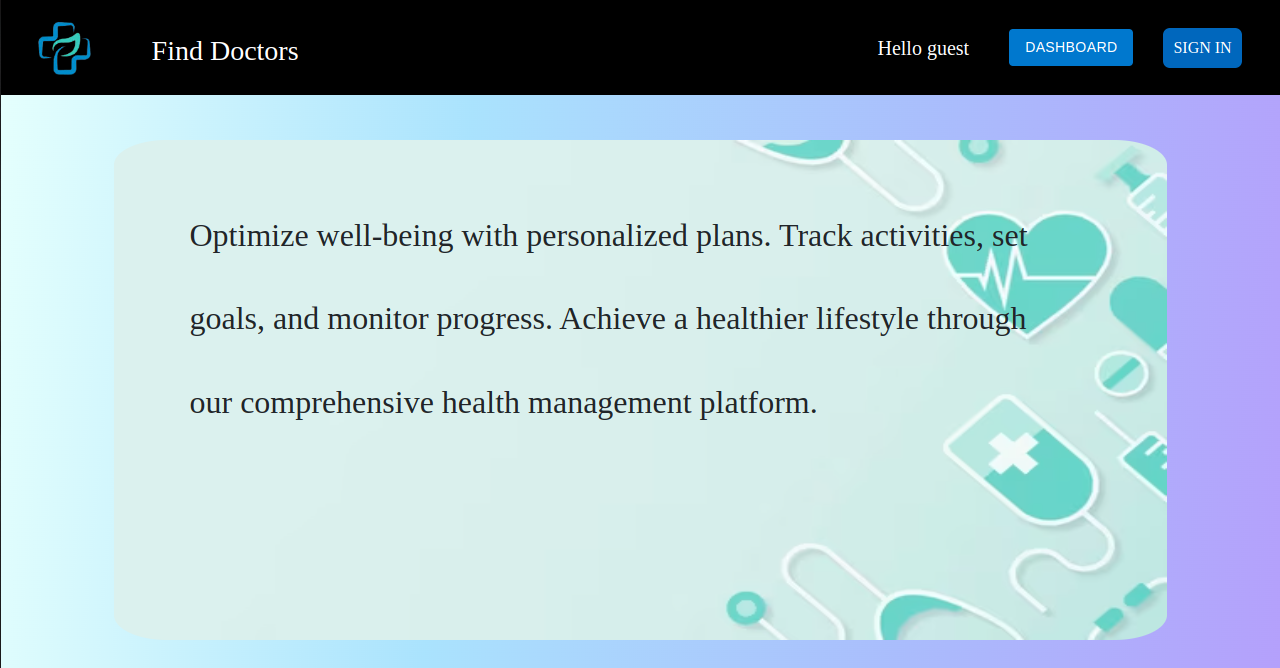 Find Doctors
Hello guest
DASHBOARD
SIGN IN
Optimize well-being with personalized plans. Track activities, set
goals, and monitor progress. Achieve a healthier lifestyle through
our comprehensive health management platform.